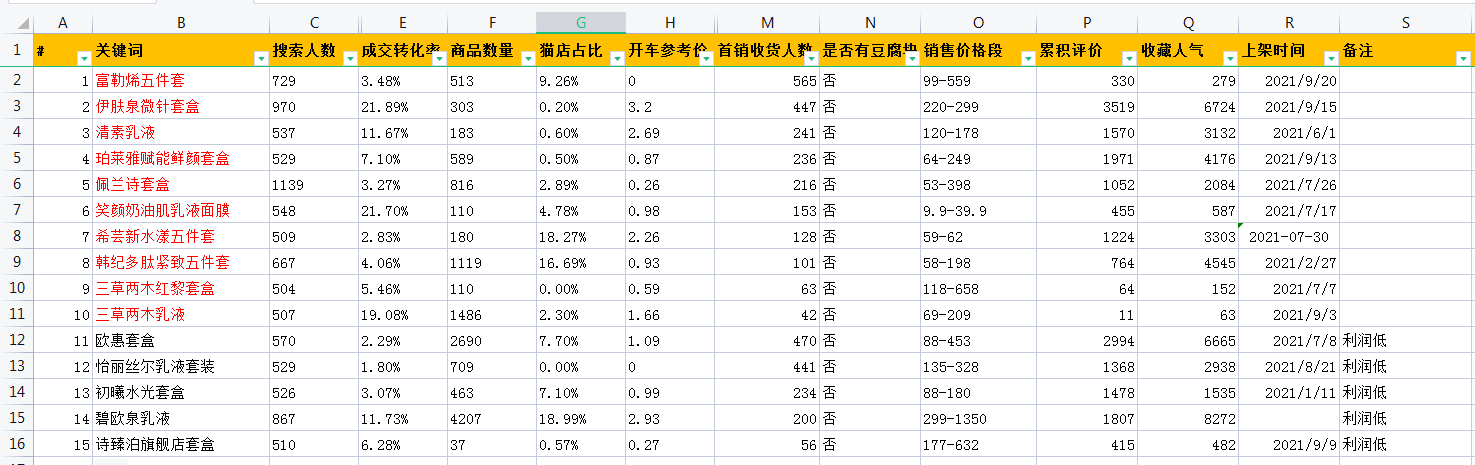 A B C E F G H M N O P Q R S
1 # 关键词 搜索人数 成交转化率 商品数量 猫店占比 开车参考价 首销收货人数 是否有豆腐块 销售价格段 累积评价 收藏人气 上架时间 备注
2 1 富勒烯五件套 729 3.48% 513 9.26% 0 565 否 99-559 330 279 2021/9/20
3 2 伊肤泉微针套盒 970 21.89% 303 0.20% 3.2 447 否 220-299 3519 6724 2021/9/15
4 3 清素乳液 537 11.67% 183 0.60% 2.69 241 否 120-178 1570 3132 2021/6/1
5 4 珀莱雅赋能鲜颜套盒 529 7.10% 589 0.50% 0.87 236 否 64-249 1971 4176 2021/9/13
6 5 佩兰诗套盒 1139 3.27% 816 2.89% 0.26 216 否 53-398 1052 2084 2021/7/26
7 6 笑颜奶油肌乳液面膜 548 21.70% 110 4.78% 0.98 153 否 9.9-39.9 455 587 2021/7/17
8 7 希芸新水漾五件套 509 2.83% 180 18.27% 2.26 128 否 59-62 1224 3303 2021-07-30
9 8 韩纪多肽紧致五件套 667 4.06% 1119 16.69% 0.93 101 否 58-198 764 4545 2021/2/27
10 9 三草两木红黎套盒 504 5.46% 110 0.00% 0.59 63 否 118-658 64 152 2021/7/7
11 10 三草两木乳液 507 19.08% 1486 2.30% 1.66 42 否 69-209 11 63 2021/9/3
12 11 欧惠套盒 570 2.29% 2690 7.70% 1.09 470 否 88-453 2994 6665 2021/7/8 利润低
13 12 怡丽丝尔乳液套装 529 1.80% 709 0.00% 0 441 否 135-328 1368 2938 2021/8/21 利润低
14 13 初曦水光套盒 526 3.07% 463 7.10% 0.99 234 否 88-180 1478 1535 2021/1/11 利润低
15 14 碧欧泉乳液 867 11.73% 4207 18.99% 2.93 200 否 299-1350 1807 8272 利润低
16 15 诗臻泊旗舰店套盒 510 6.28% 37 0.57% 0.27 56 否 177-632 415 482 2021/9/9 利润低